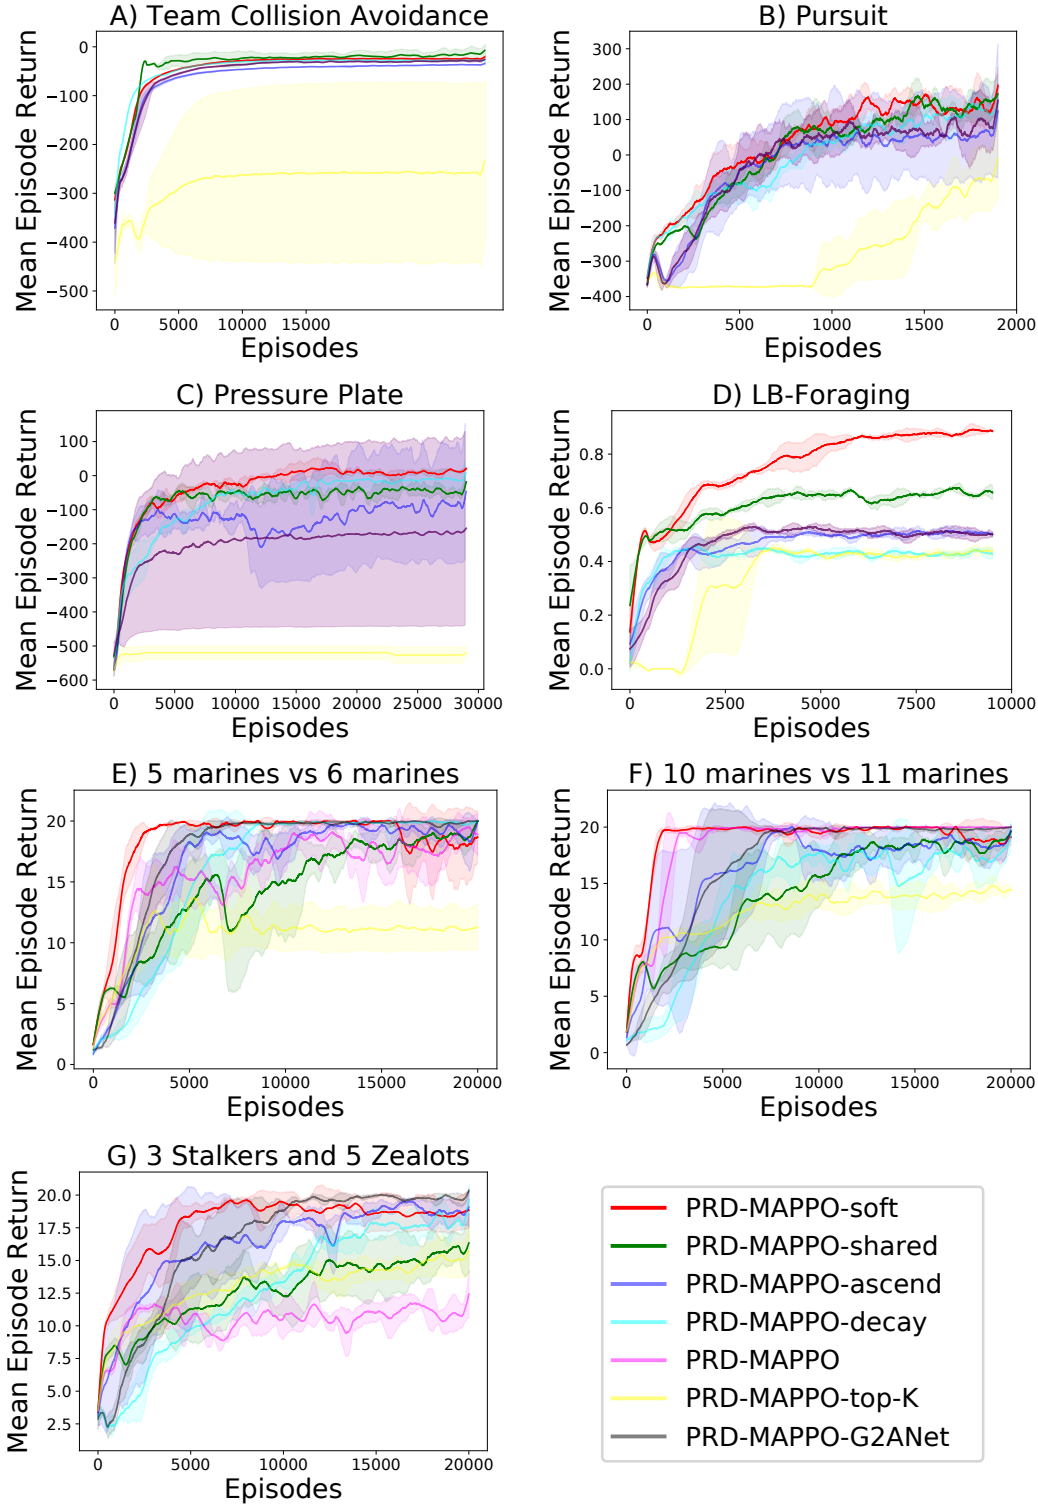 A) Team Collision Avoidance
Mean Episode Return
0
−100
−200
−300
−400
−500
0 5000 10000 15000
Episodes
B) Pursuit
Mean Episode Return
300
200
100
0
−100
−200
−300
−400
0 500 1000 1500 2000
Episodes
C) Pressure Plate
Mean Episode Return
100
0
−100
−200
−300
−400
−500
−600
0 5000 10000 15000 20000 25000 30000
Episodes
D) LB-Foraging
Mean Episode Return
0.8
0.6
0.4
0.2
0.0
0 2500 5000 7500 10000
Episodes
E) 5 marines vs 6 marines
Mean Episode Return
20
15
10
5
0
0 5000 10000 15000 20000
Episodes
F) 10 marines vs 11 marines
Mean Episode Return
20
15
10
5
0
0 5000 10000 15000 20000
Episodes
G) 3 Stalkers and 5 Zealots
Mean Episode Return
20.0
17.5
15.0
12.5
10.0
7.5
5.0
2.5
0 5000 10000 15000 20000
Episodes
PRD-MAPPO-soft
PRD-MAPPO-shared
PRD-MAPPO-ascend
PRD-MAPPO-decay
PRD-MAPPO
PRD-MAPPO-top-K
PRD-MAPPO-G2ANet